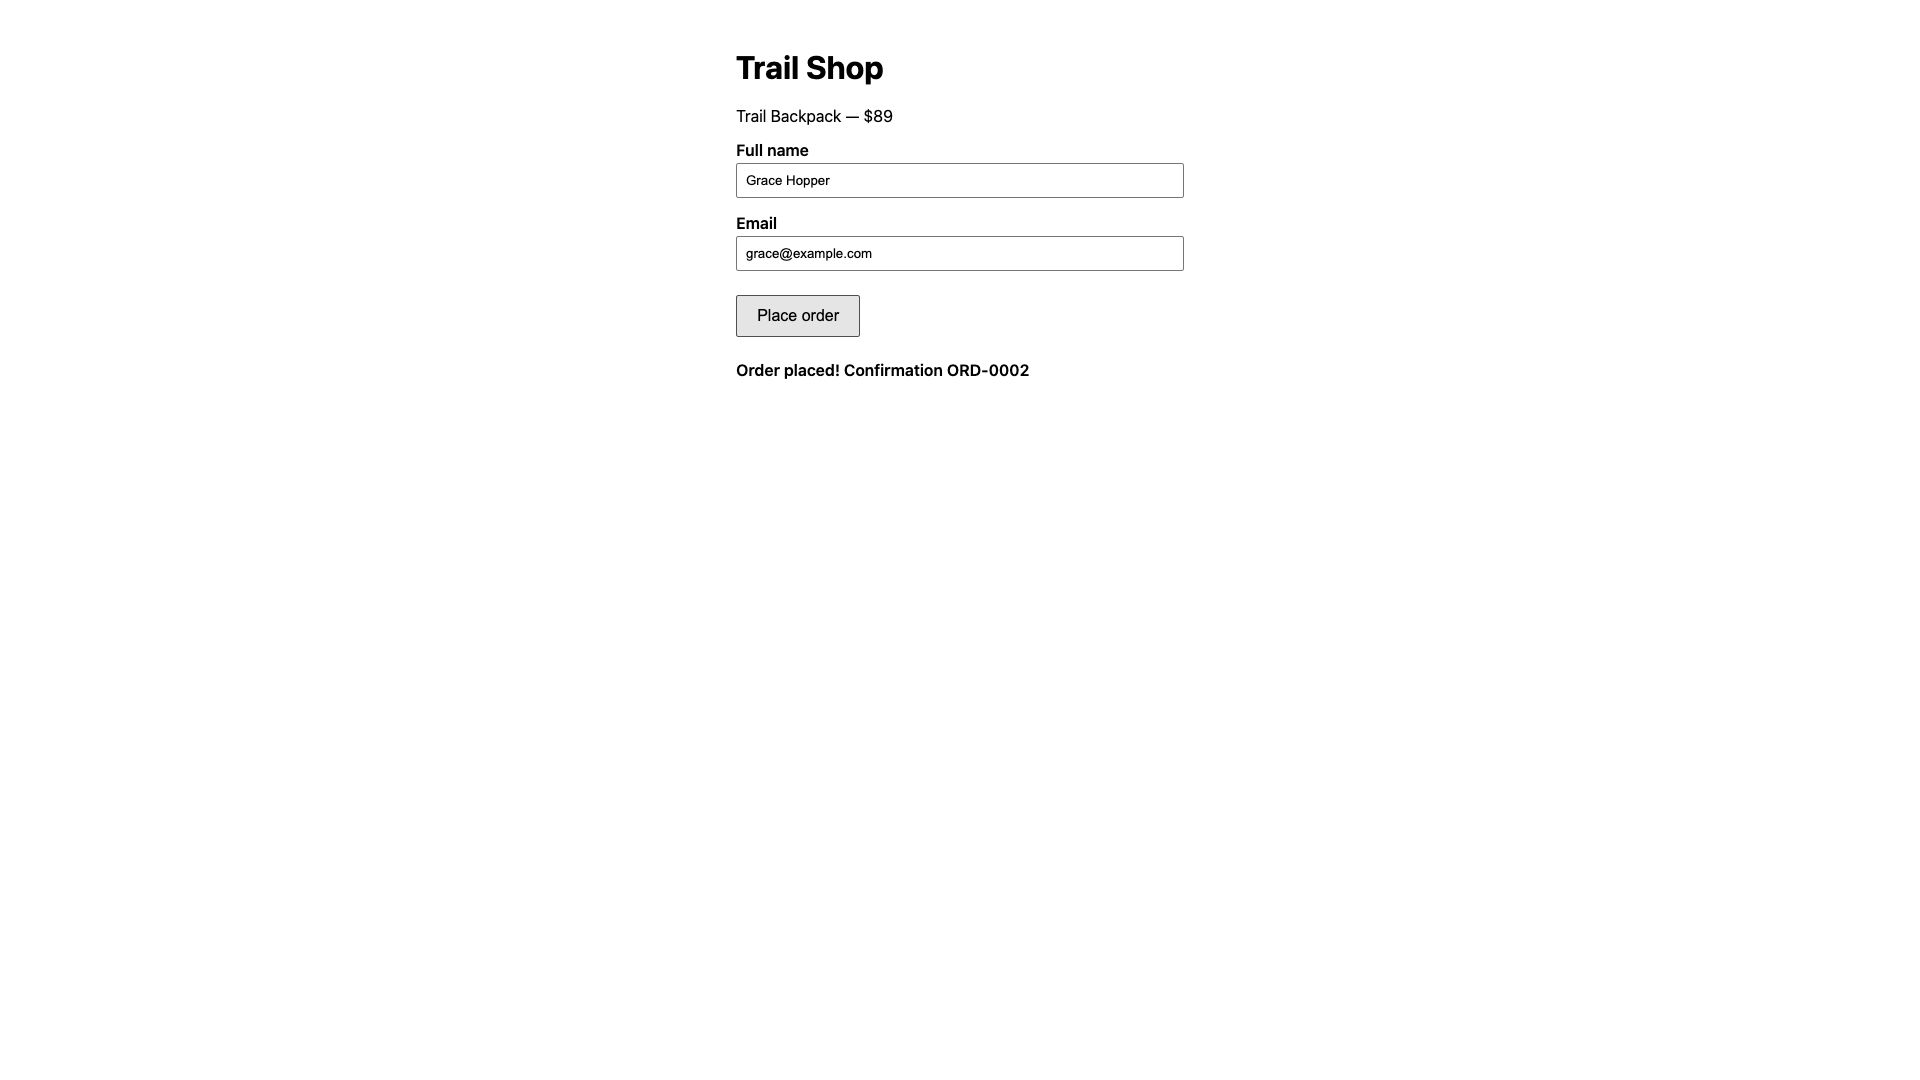 Trail Shop
Trail Backpack — $89
Full name
Grace Hopper
Email
grace@example.com
Place order
Order placed! Confirmation ORD-0002